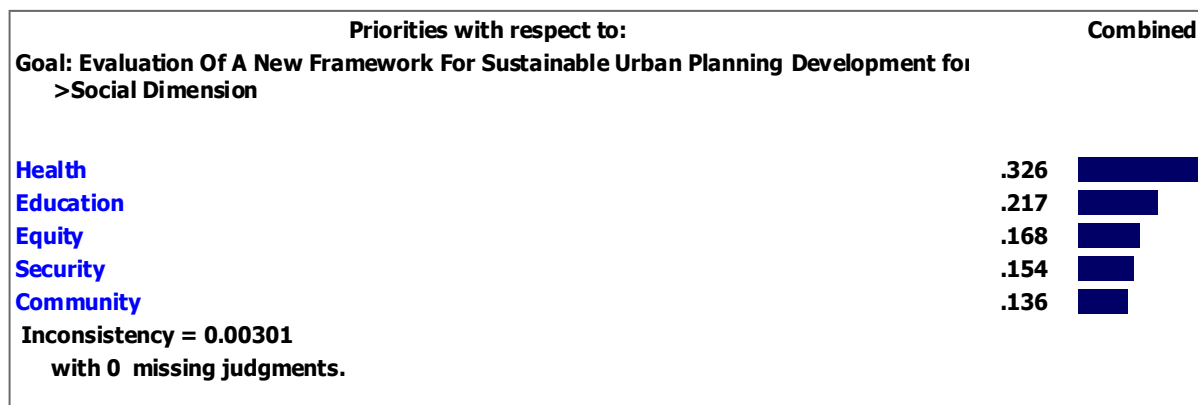 Priorities with respect to: Combined
Goal: Evaluation Of A New Framework For Sustainable Urban Planning Development for
>Social Dimension
Health .326
Education .217
Equity .168
Security .154
Community .136
Inconsistency = 0.00301
with 0 missing judgments.